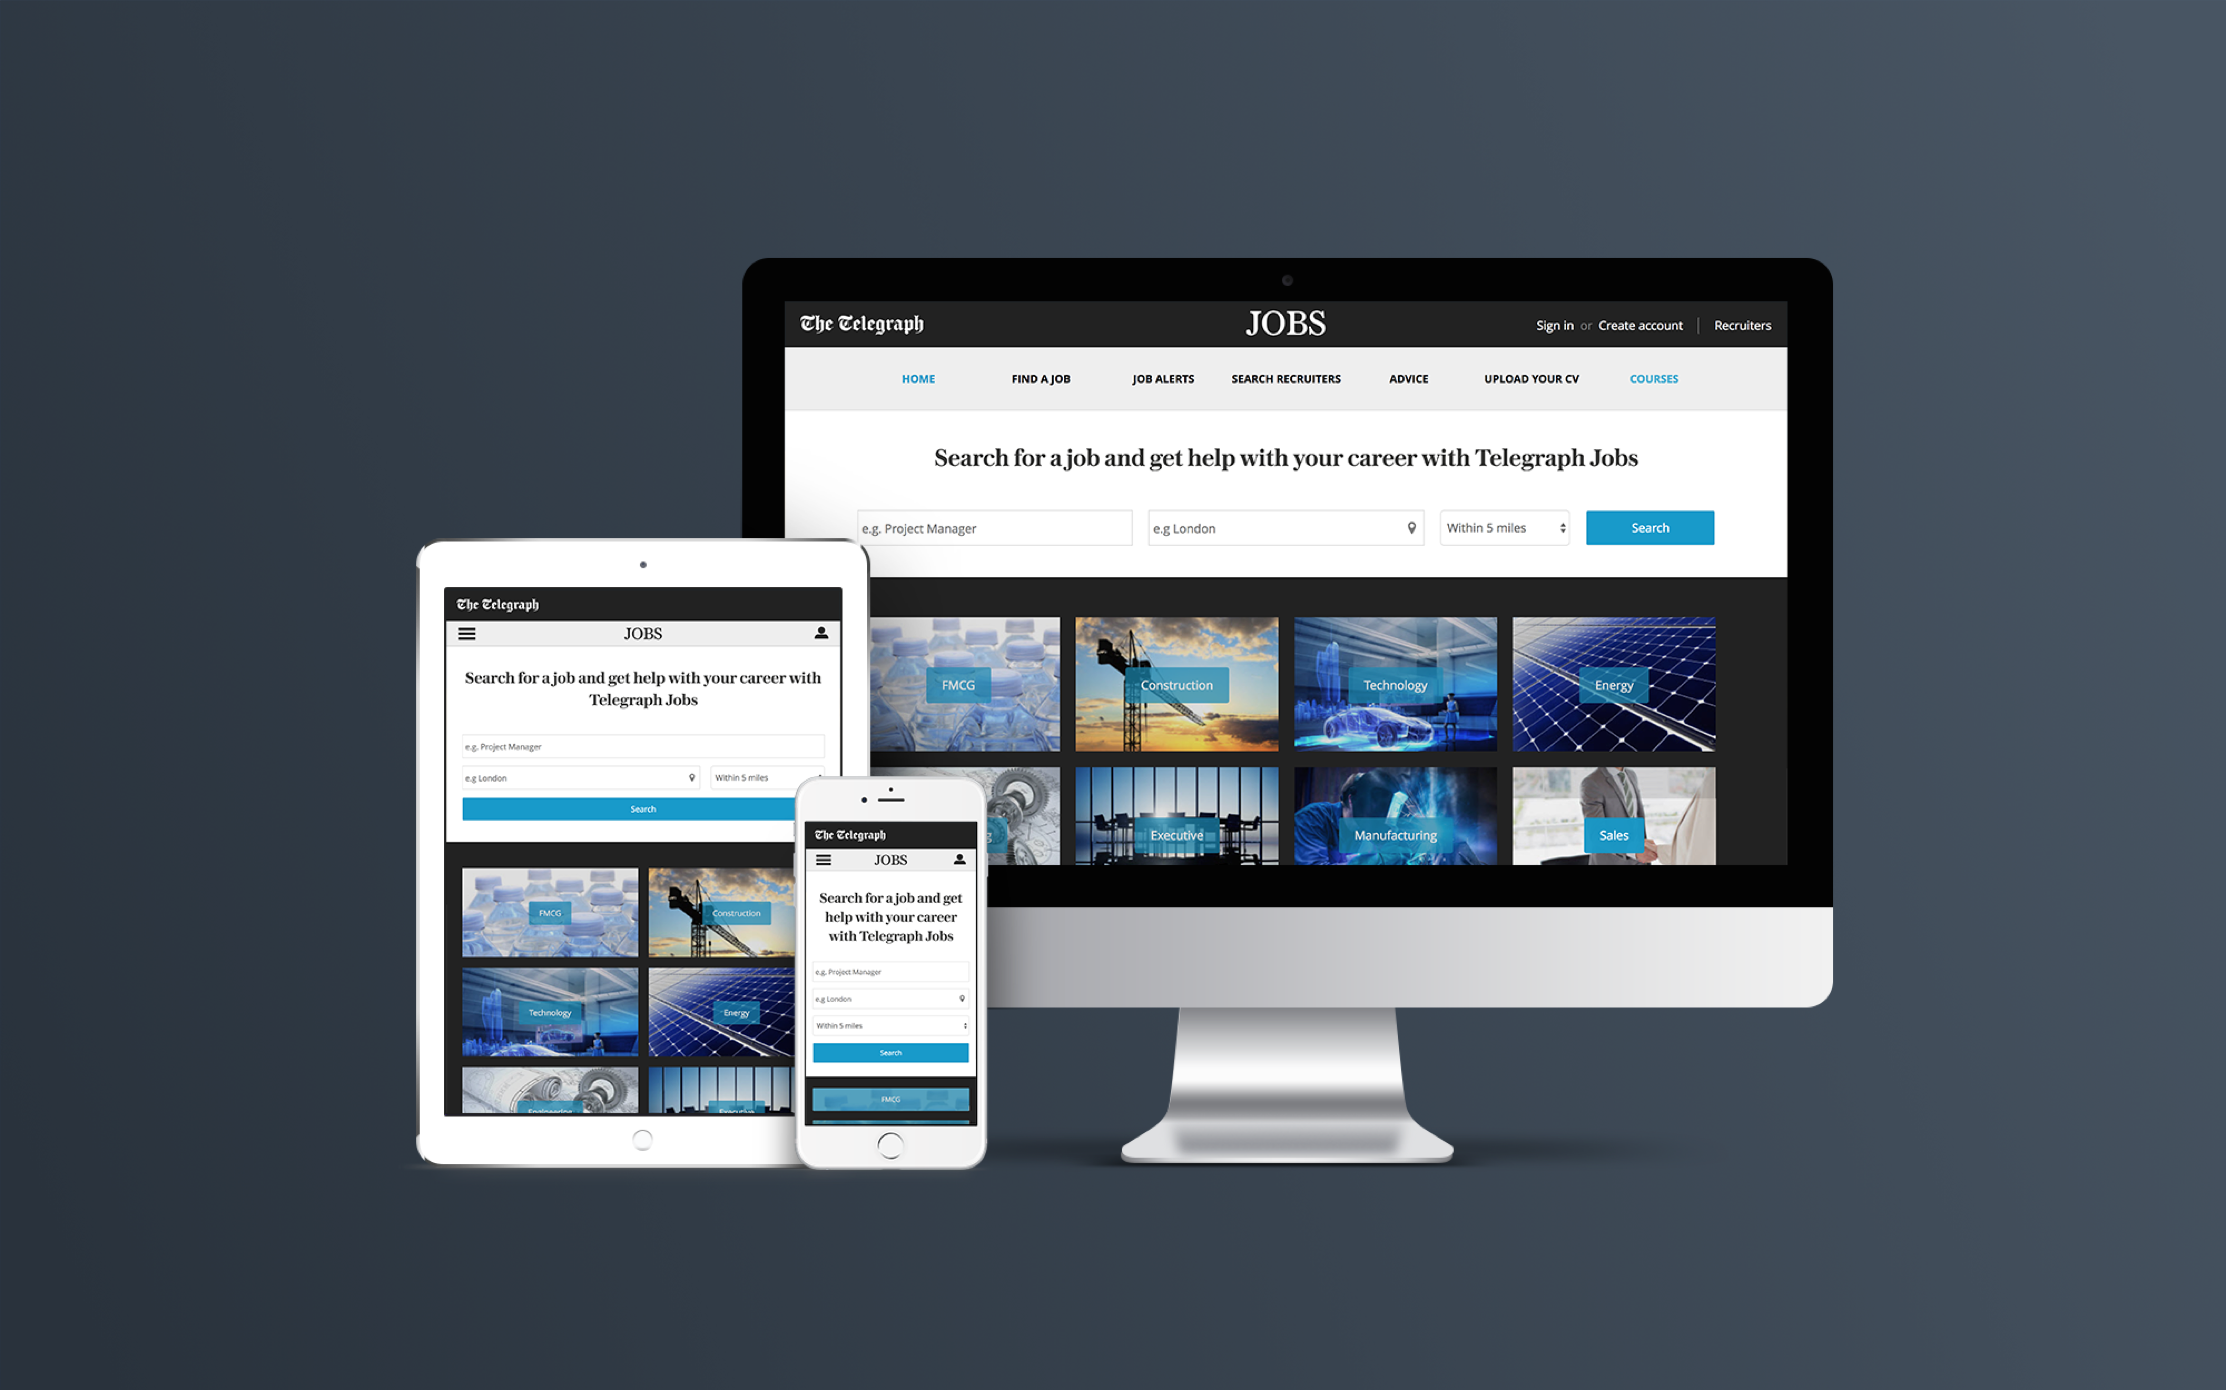 The Telegraph
JOBS
Sign in or Create account | Recruiters
HOME
FIND A JOB
JOB ALERTS
SEARCH RECRUITERS
ADVICE
UPLOAD YOUR CV
COURSES
Search for a job and get help with your career with Telegraph Jobs
e.g. Project Manager
e.g London
Within 5 miles
Search
FMCG
Construction
Technology
Energy
Executive
Manufacturing
Sales
The Telegraph
JOBS
Search for a job and get help with your career with
Telegraph Jobs
e.g. Project Manager
e.g London
Within 5 miles
Search
FMCG
Construction
Technology
Energy
Engineering
Executive
The Telegraph
JOBS
Search for a job and get
help with your career
with Telegraph Jobs
e.g. Project Manager
e.g London
Within 5 miles
Search
FMCG